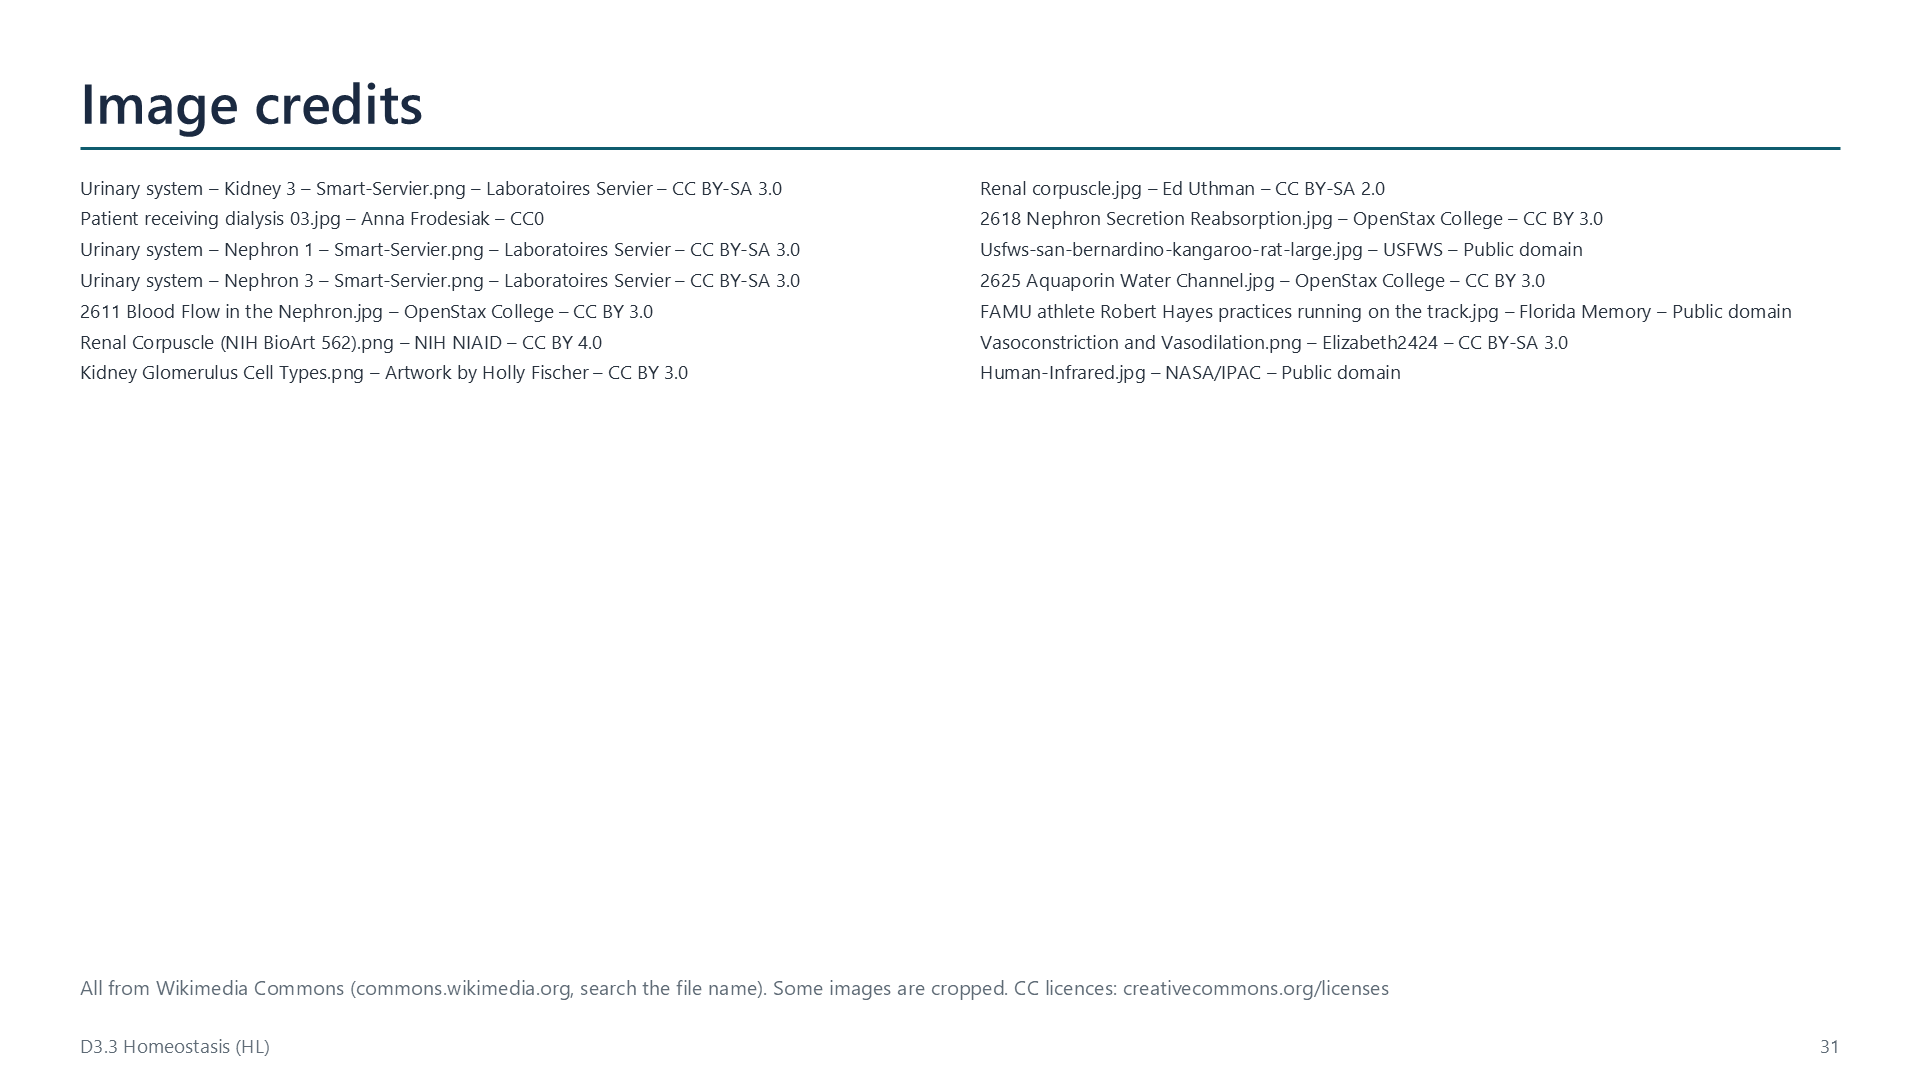 Image credits
Urinary system – Kidney 3 – Smart-Servier.png – Laboratoires Servier – CC BY-SA 3.0
Patient receiving dialysis 03.jpg – Anna Frodesiak – CC0
Urinary system – Nephron 1 – Smart-Servier.png – Laboratoires Servier – CC BY-SA 3.0
Urinary system – Nephron 3 – Smart-Servier.png – Laboratoires Servier – CC BY-SA 3.0
2611 Blood Flow in the Nephron.jpg – OpenStax College – CC BY 3.0
Renal Corpuscle (NIH BioArt 562).png – NIH NIAID – CC BY 4.0
Kidney Glomerulus Cell Types.png – Artwork by Holly Fischer – CC BY 3.0
Renal corpuscle.jpg – Ed Uthman – CC BY-SA 2.0
2618 Nephron Secretion Reabsorption.jpg – OpenStax College – CC BY 3.0
Usfws-san-bernardino-kangaroo-rat-large.jpg – USFWS – Public domain
2625 Aquaporin Water Channel.jpg – OpenStax College – CC BY 3.0
FAMU athlete Robert Hayes practices running on the track.jpg – Florida Memory – Public domain
Vasoconstriction and Vasodilation.png – Elizabeth2424 – CC BY-SA 3.0
Human-Infrared.jpg – NASA/IPAC – Public domain
All from Wikimedia Commons (commons.wikimedia.org, search the file name). Some images are cropped. CC licences: creativecommons.org/licenses
D3.3 Homeostasis (HL)
31